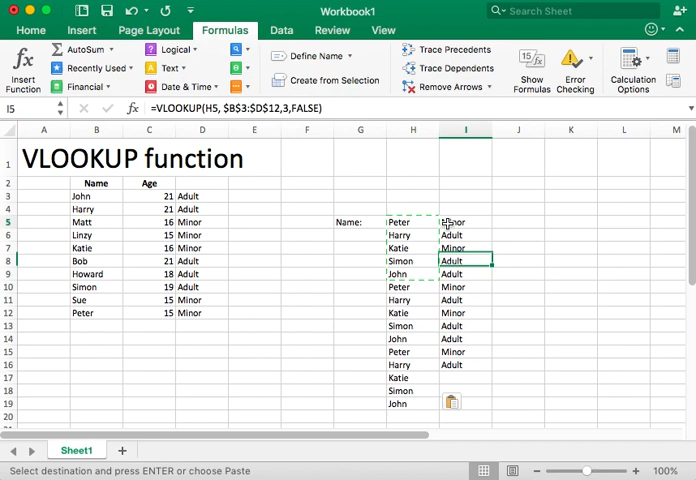 Workbook1
Search Sheet
Home Insert Page Layout Formulas Data Review View
Insert Function
AutoSum
Recently Used
Financial
Logical
Text
Date & Time
Define Name
Create from Selection
Trace Precedents
Trace Dependents
Remove Arrows
Show Formulas
Error Checking
Calculation Options
I5 fx =VLOOKUP(H5, $B$3:$D$12,3,FALSE)
A B C D E F G H I J K L M
1 VLOOKUP function
2 Name Age
3 John 21 Adult
4 Harry 21 Adult
5 Matt 16 Minor Name: Peter Minor
6 Linzy 15 Minor Harry Adult
7 Katie 16 Minor Katie Minor
8 Bob 21 Adult Simon Adult
9 Howard 18 Adult John Adult
10 Simon 19 Adult Peter Minor
11 Sue 15 Minor Harry Adult
12 Peter 15 Minor Katie Minor
13 Simon Adult
14 John Adult
15 Peter Minor
16 Harry Adult
17 Katie
18 Simon
19 John
20
Sheet1
Select destination and press ENTER or choose Paste
100%